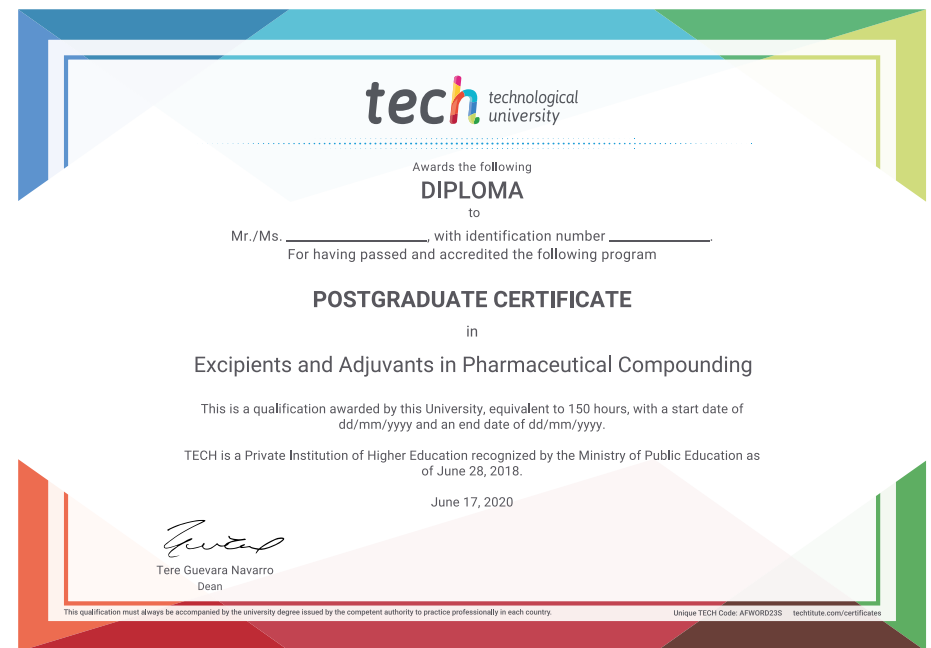 tech technological
university
Awards the following
DIPLOMA
to
Mr./Ms. ____________________, with identification number ______________.
For having passed and accredited the following program
POSTGRADUATE CERTIFICATE
in
Excipients and Adjuvants in Pharmaceutical Compounding
This is a qualification awarded by this University, equivalent to 150 hours, with a start date of
dd/mm/yyyy and an end date of dd/mm/yyyy.
TECH is a Private Institution of Higher Education recognized by the Ministry of Public Education as
of June 28, 2018.
June 17, 2020
Tere Guevara Navarro
Dean
This qualification must always be accompanied by the university degree issued by the competent authority to practice professionally in each country.
Unique TECH Code: AFWORD23S techtitute.com/certificates